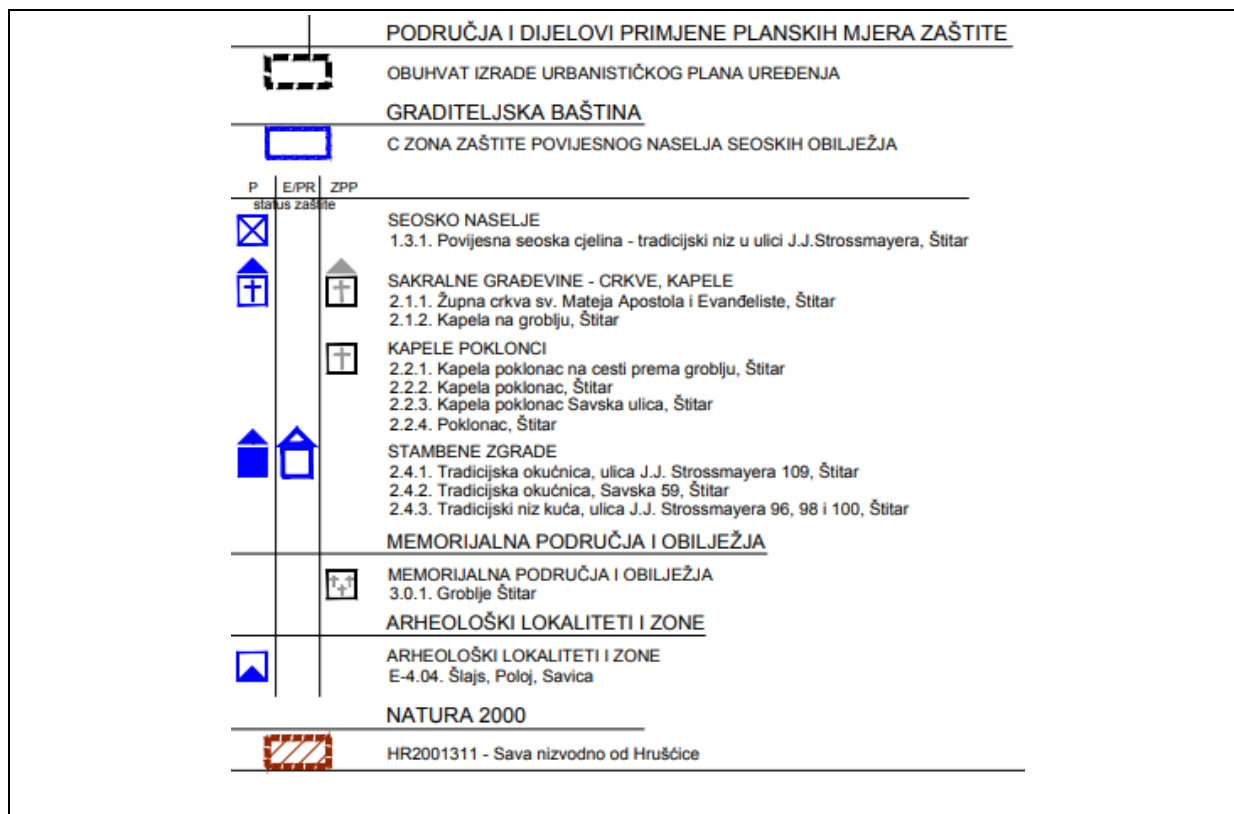 PODRUČJA I DIJELOVI PRIMJENE PLANSKIH MJERA ZAŠTITE
OBUHVAT IZRADE URBANISTIČKOG PLANA UREĐENJA
GRADITELJSKA BAŠTINA
C ZONA ZAŠTITE POVIJESNOG NASELJA SEOSKIH OBILJEŽJA
P E/PR ZPP
status zaštite
SEOSKO NASELJE
1.3.1. Povijesna seoska cjelina - tradicijski niz u ulici J.J.Strossmayera, Štitar
SAKRALNE GRAĐEVINE - CRKVE, KAPELE
2.1.1. Župna crkva sv. Mateja Apostola i Evanđeliste, Štitar
2.1.2. Kapela na groblju, Štitar
KAPELE POKLONCI
2.2.1. Kapela poklonac na cesti prema groblju, Štitar
2.2.2. Kapela poklonac, Štitar
2.2.3. Kapela poklonac Savska ulica, Štitar
2.2.4. Poklonac, Štitar
STAMBENE ZGRADE
2.4.1. Tradicijska okućnica, ulica J.J. Strossmayera 109, Štitar
2.4.2. Tradicijska okućnica, Savska 59, Štitar
2.4.3. Tradicijski niz kuća, ulica J.J. Strossmayera 96, 98 i 100, Štitar
MEMORIJALNA PODRUČJA I OBILJEŽJA
MEMORIJALNA PODRUČJA I OBILJEŽJA
3.0.1. Groblje Štitar
ARHEOLOŠKI LOKALITETI I ZONE
ARHEOLOŠKI LOKALITETI I ZONE
E-4.04. Šlajs, Poloj, Savica
NATURA 2000
HR2001311 - Sava nizvodno od Hrušćice